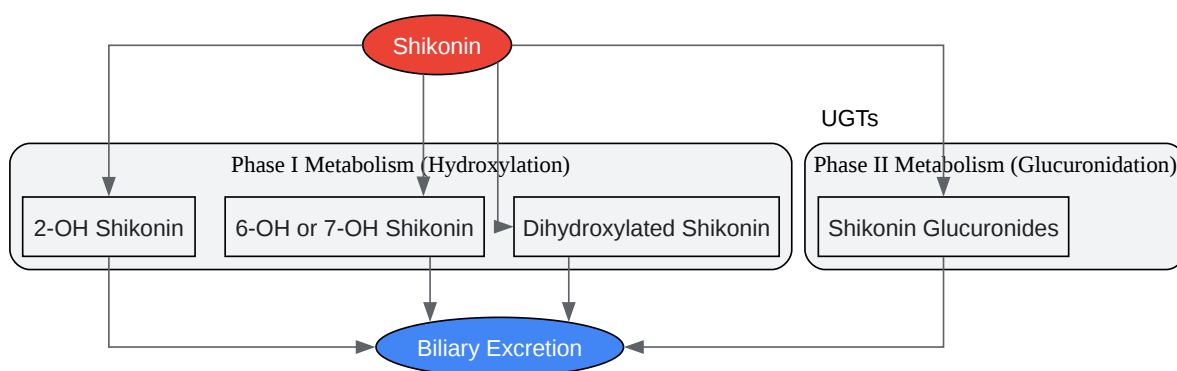 Shikonin
UGTs
Phase I Metabolism (Hydroxylation)
Phase II Metabolism (Glucuronidation)
2-OH Shikonin
6-OH or 7-OH Shikonin
Dihydroxylated Shikonin
Shikonin Glucuronides
Biliary Excretion